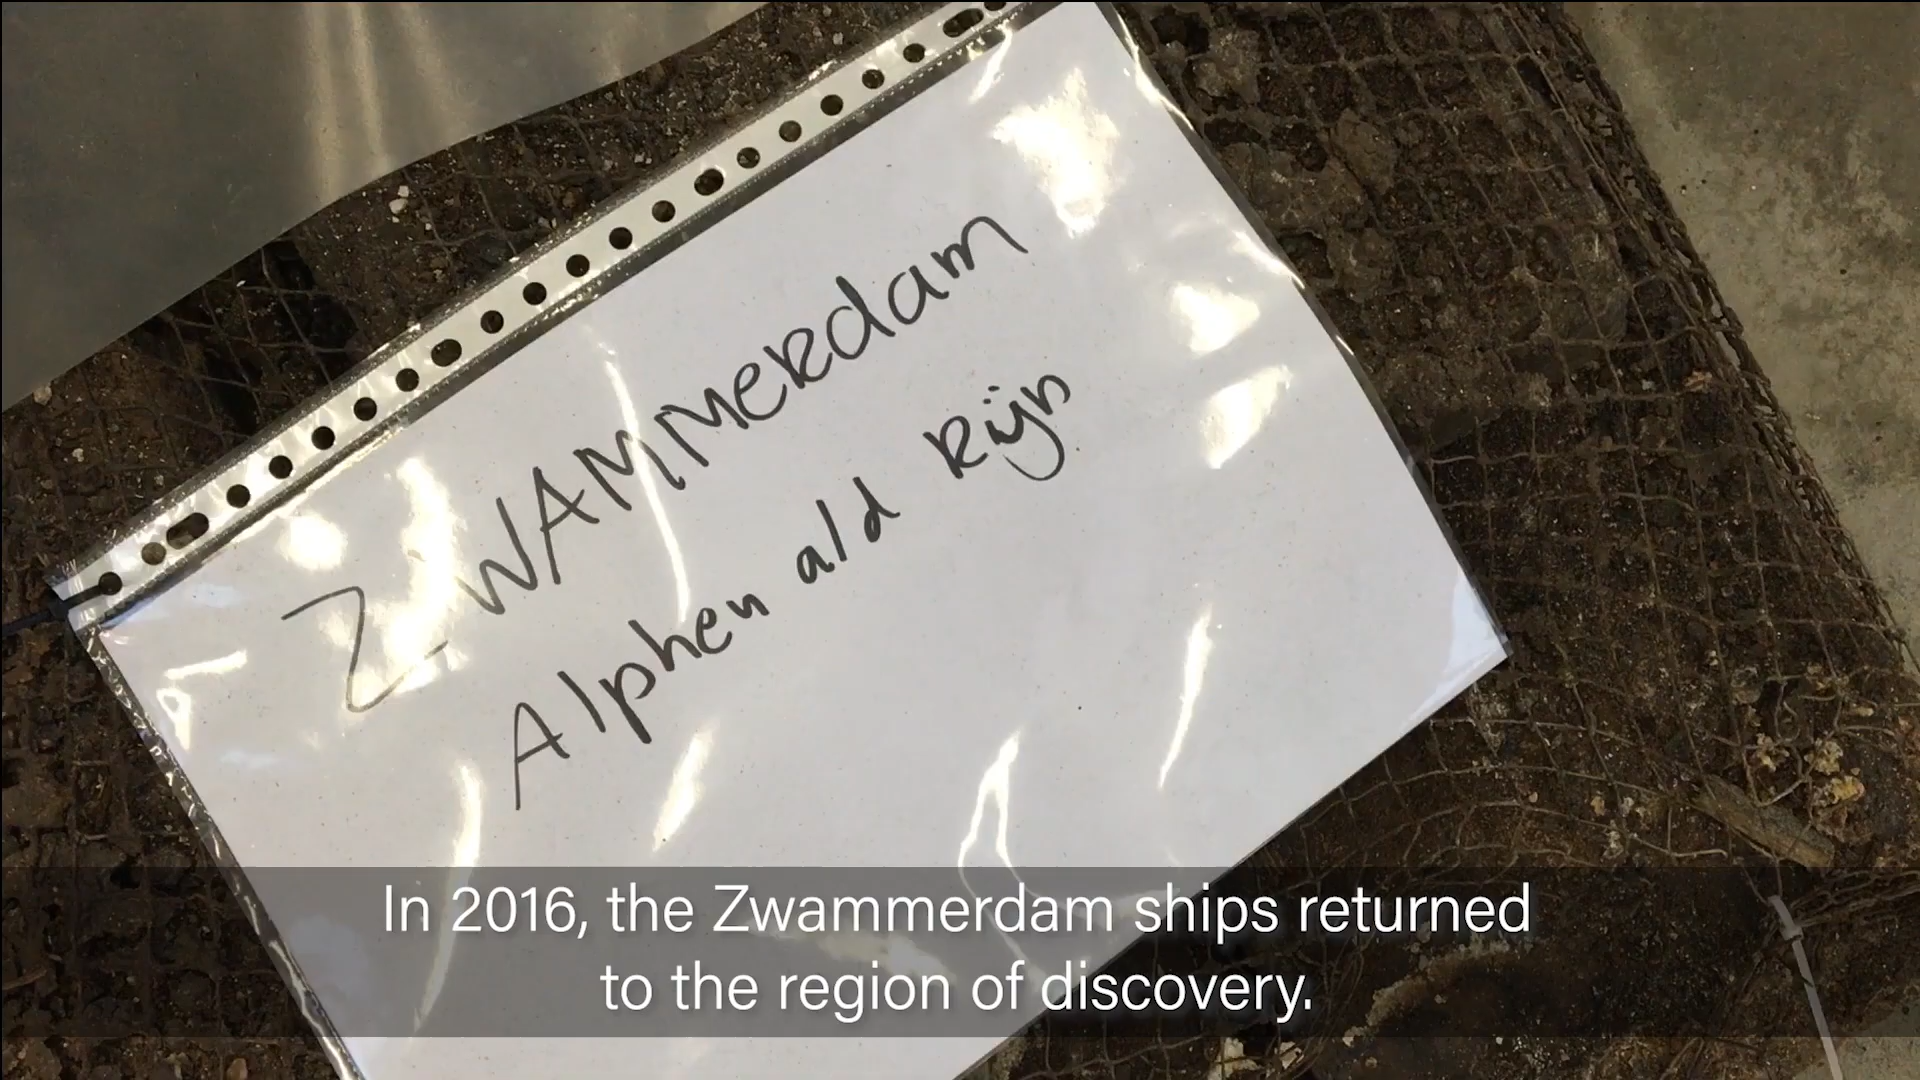 ZWAMMerdam
Alphen a/d Rijn
In 2016, the Zwammerdam ships returned
to the region of discovery.